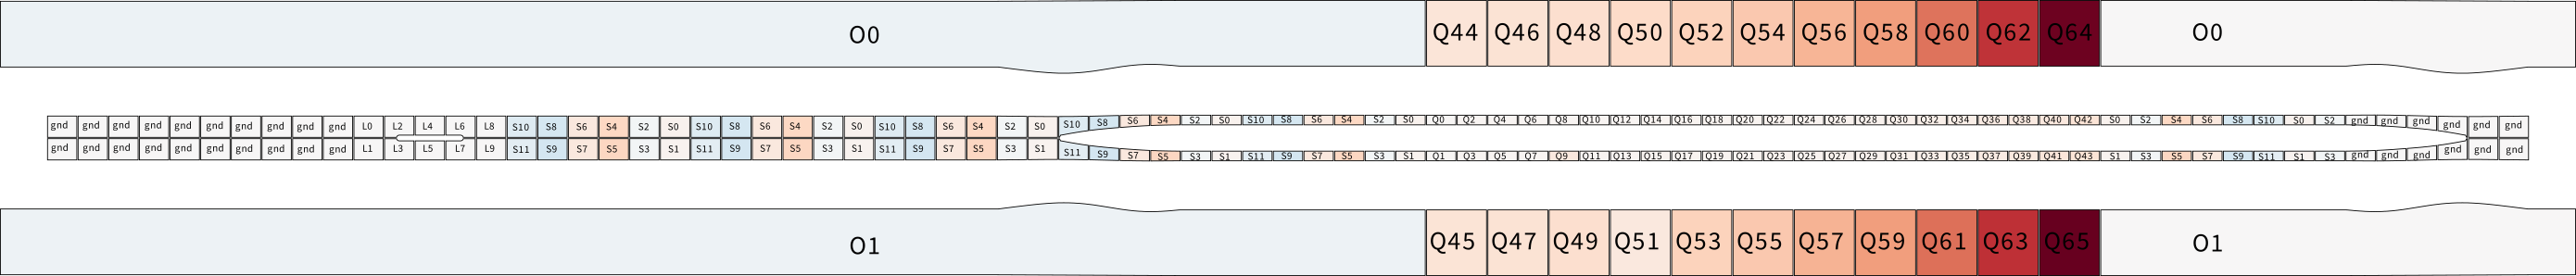 O0 Q44 Q46 Q48 Q50 Q52 Q54 Q56 Q58 Q60 Q62 Q64 O0
gnd gnd gnd gnd gnd gnd gnd gnd gnd gnd L0 L2 L4 L6 L8 S10 S8 S6 S4 S2 S0 S10 S8 S6 S4 S2 S0 S10 S8 S6 S4 S2 S0 S10 S8 S6 S4 S2 S0 S10 S8 S6 S4 S2 S0 Q0 Q2 Q4 Q6 Q8 Q10 Q12 Q14 Q16 Q18 Q20 Q22 Q24 Q26 Q28 Q30 Q32 Q34 Q36 Q38 Q40 Q42 S0 S2 S4 S6 S8 S10 S0 S2 gnd gnd gnd gnd gnd gnd
gnd gnd gnd gnd gnd gnd gnd gnd gnd gnd L1 L3 L5 L7 L9 S11 S9 S7 S5 S3 S1 S11 S9 S7 S5 S3 S1 S11 S9 S7 S5 S3 S1 S11 S9 S7 S5 S3 S1 S11 S9 S7 S5 S3 S1 Q1 Q3 Q5 Q7 Q9 Q11 Q13 Q15 Q17 Q19 Q21 Q23 Q25 Q27 Q29 Q31 Q33 Q35 Q37 Q39 Q41 Q43 S1 S3 S5 S7 S9 S11 S1 S3 gnd gnd gnd gnd gnd gnd
O1 Q45 Q47 Q49 Q51 Q53 Q55 Q57 Q59 Q61 Q63 Q65 O1